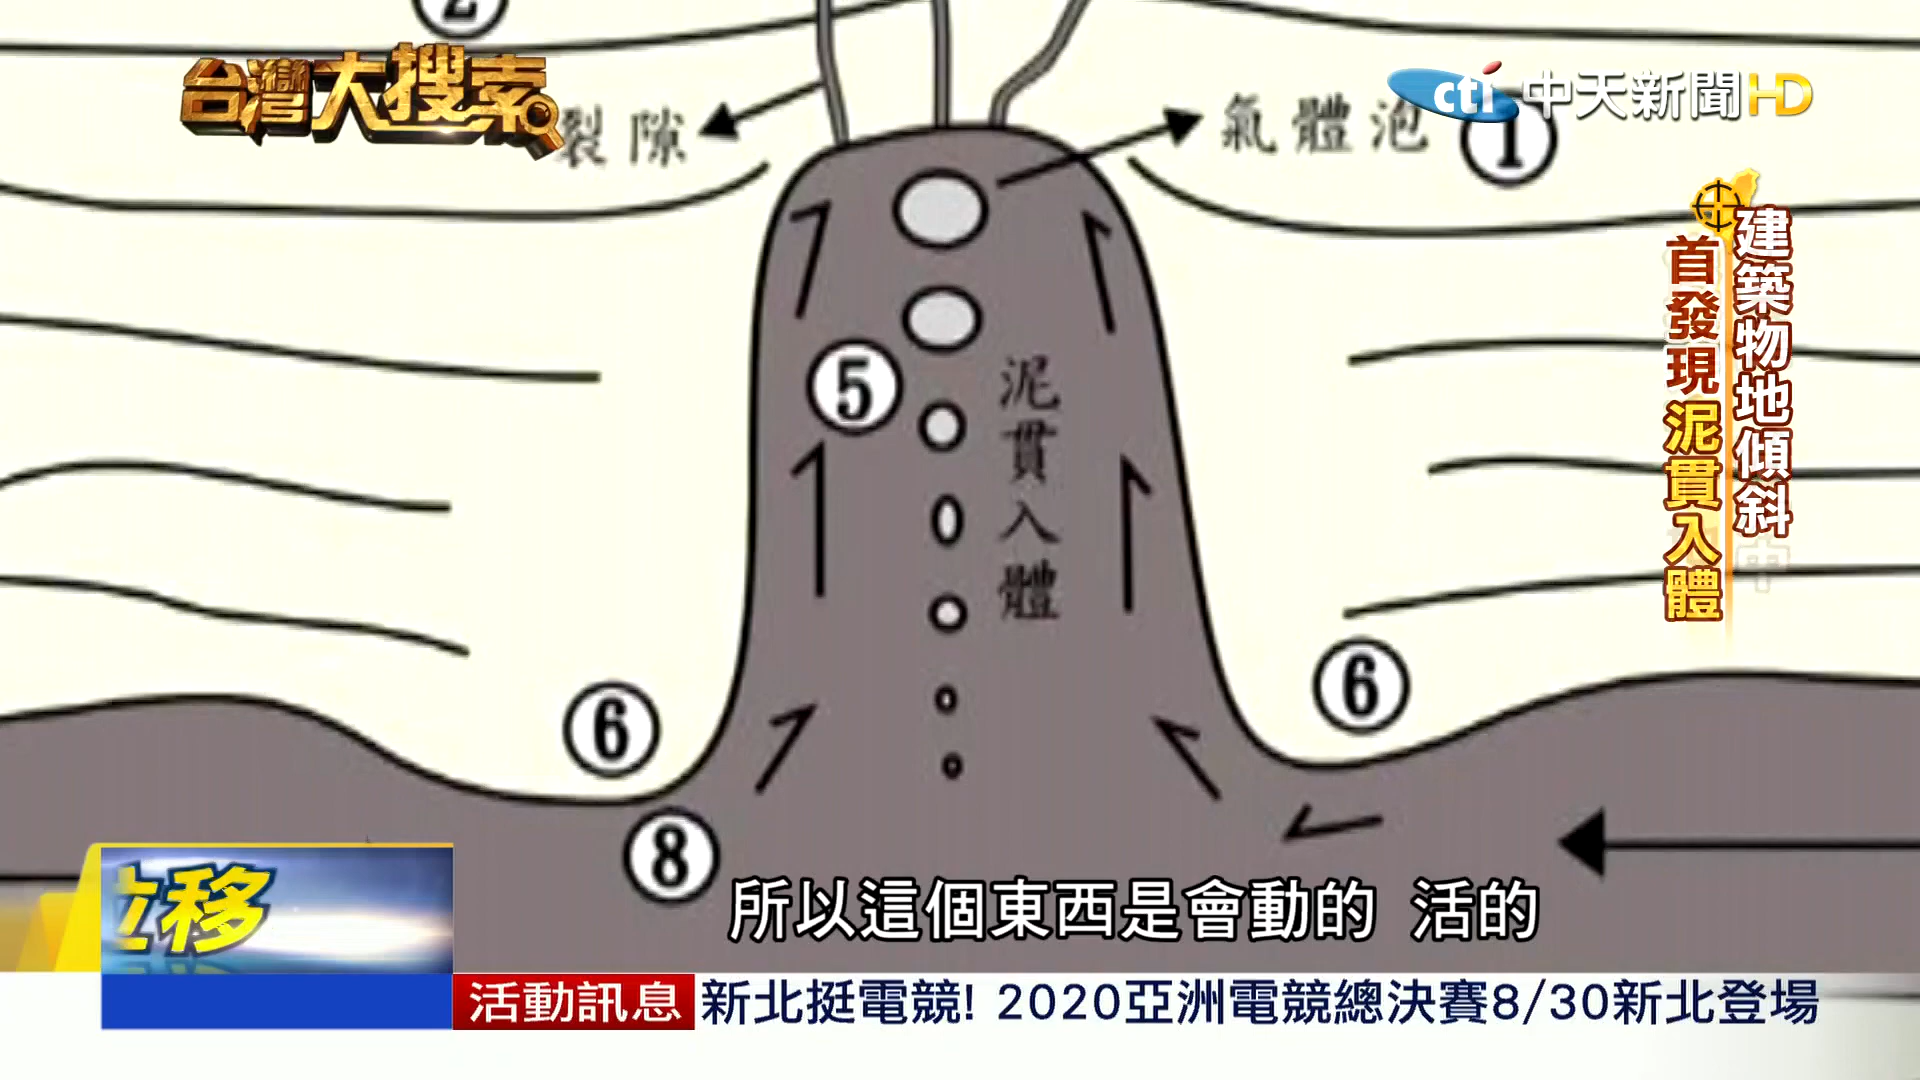 ②
台灣大搜索
裂隙
氣體泡
①
cti 中天新聞HD
建築物地傾斜
首發現泥貫入體
⑤
泥貫入體
⑥
⑥
⑧
移
所以這個東西是會動的 活的
活動訊息
新北挺電競! 2020亞洲電競總決賽8/30新北登場